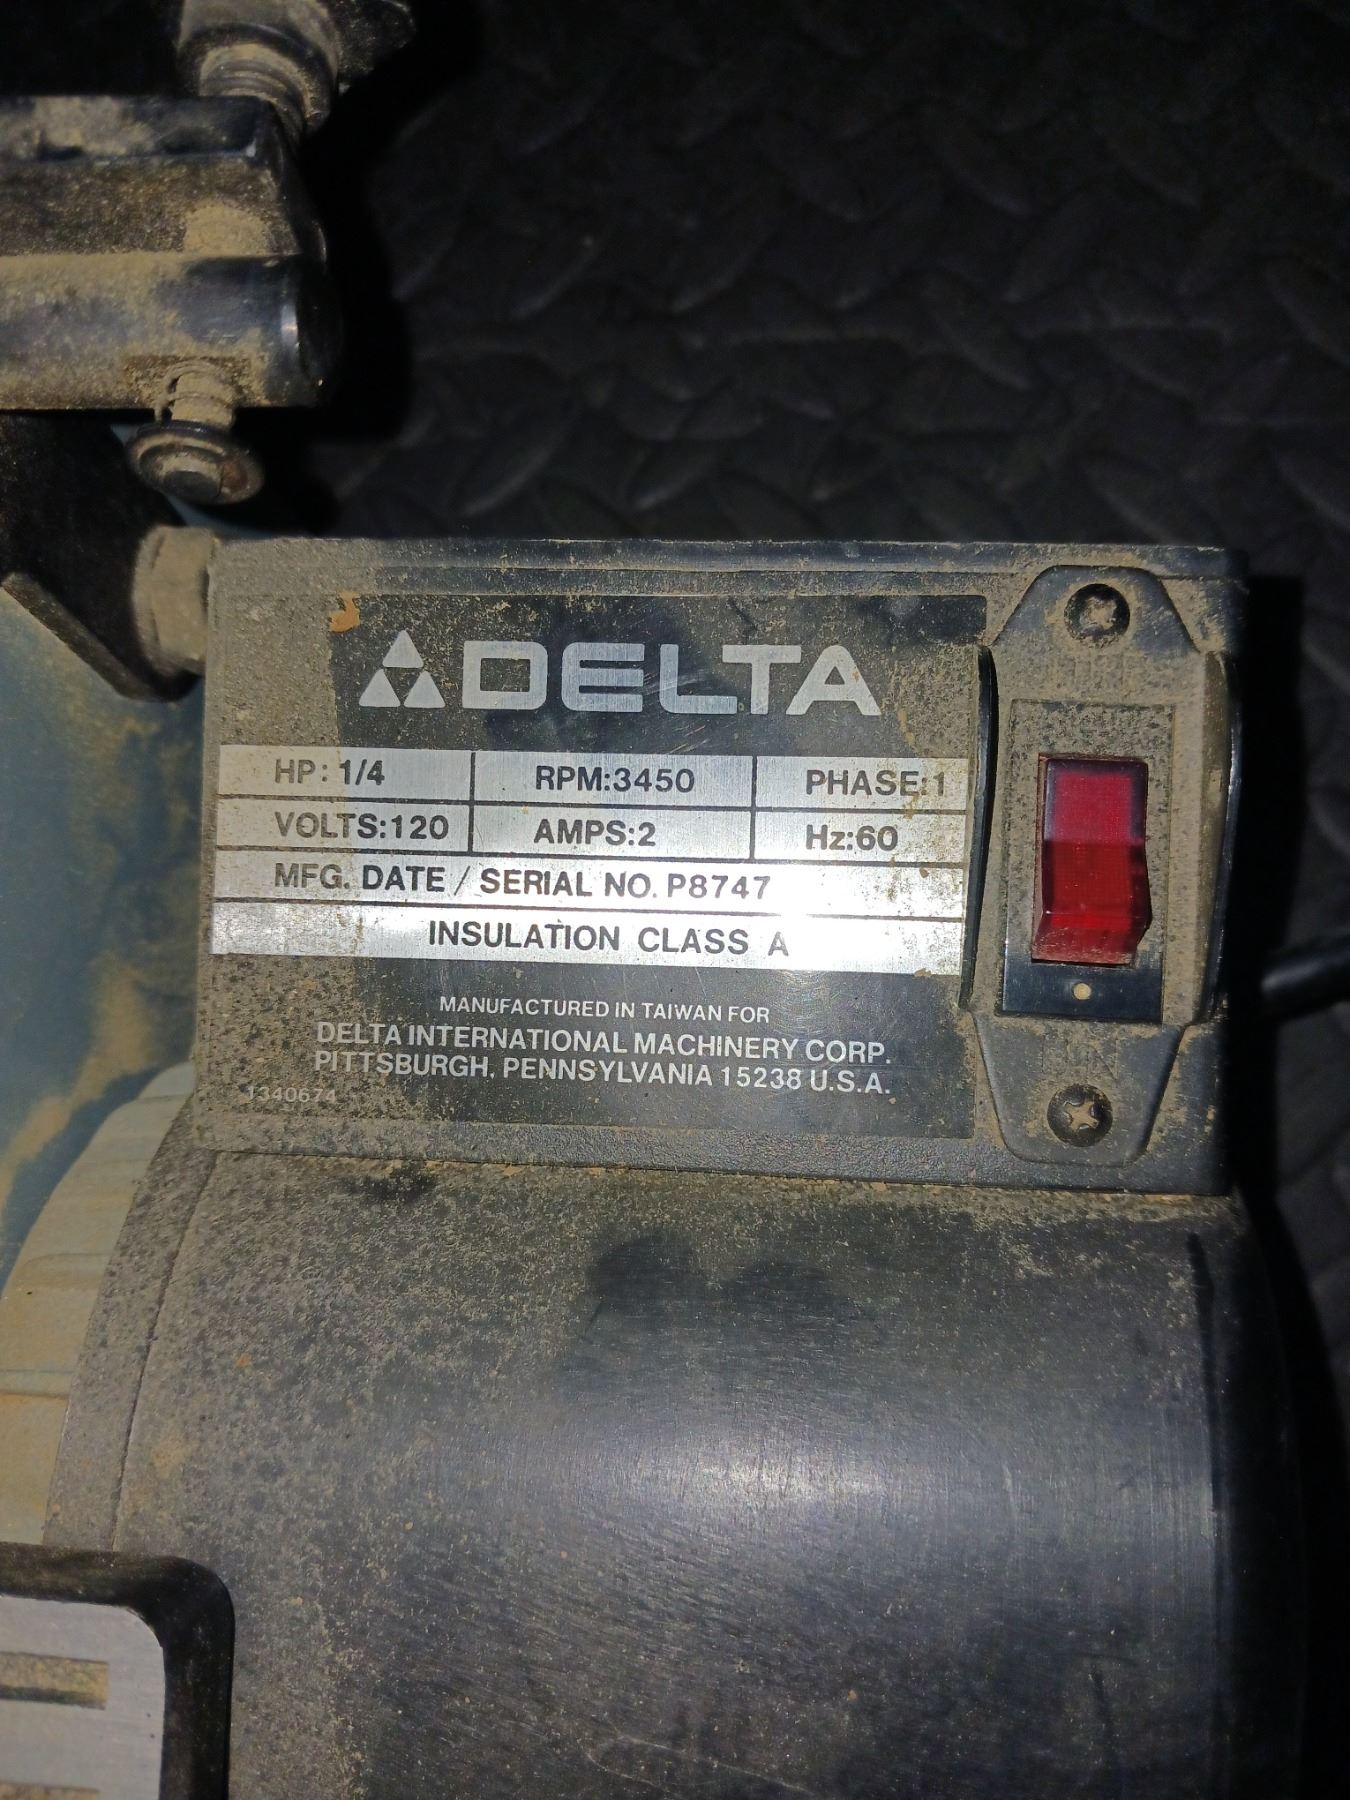 DELTA
HP: 1/4 RPM:3450 PHASE:1
VOLTS:120 AMPS:2 Hz:60
MFG. DATE / SERIAL NO. P8747
INSULATION CLASS A
MANUFACTURED IN TAIWAN FOR
DELTA INTERNATIONAL MACHINERY CORP.
PITTSBURGH, PENNSYLVANIA 15238 U.S.A.
1340674